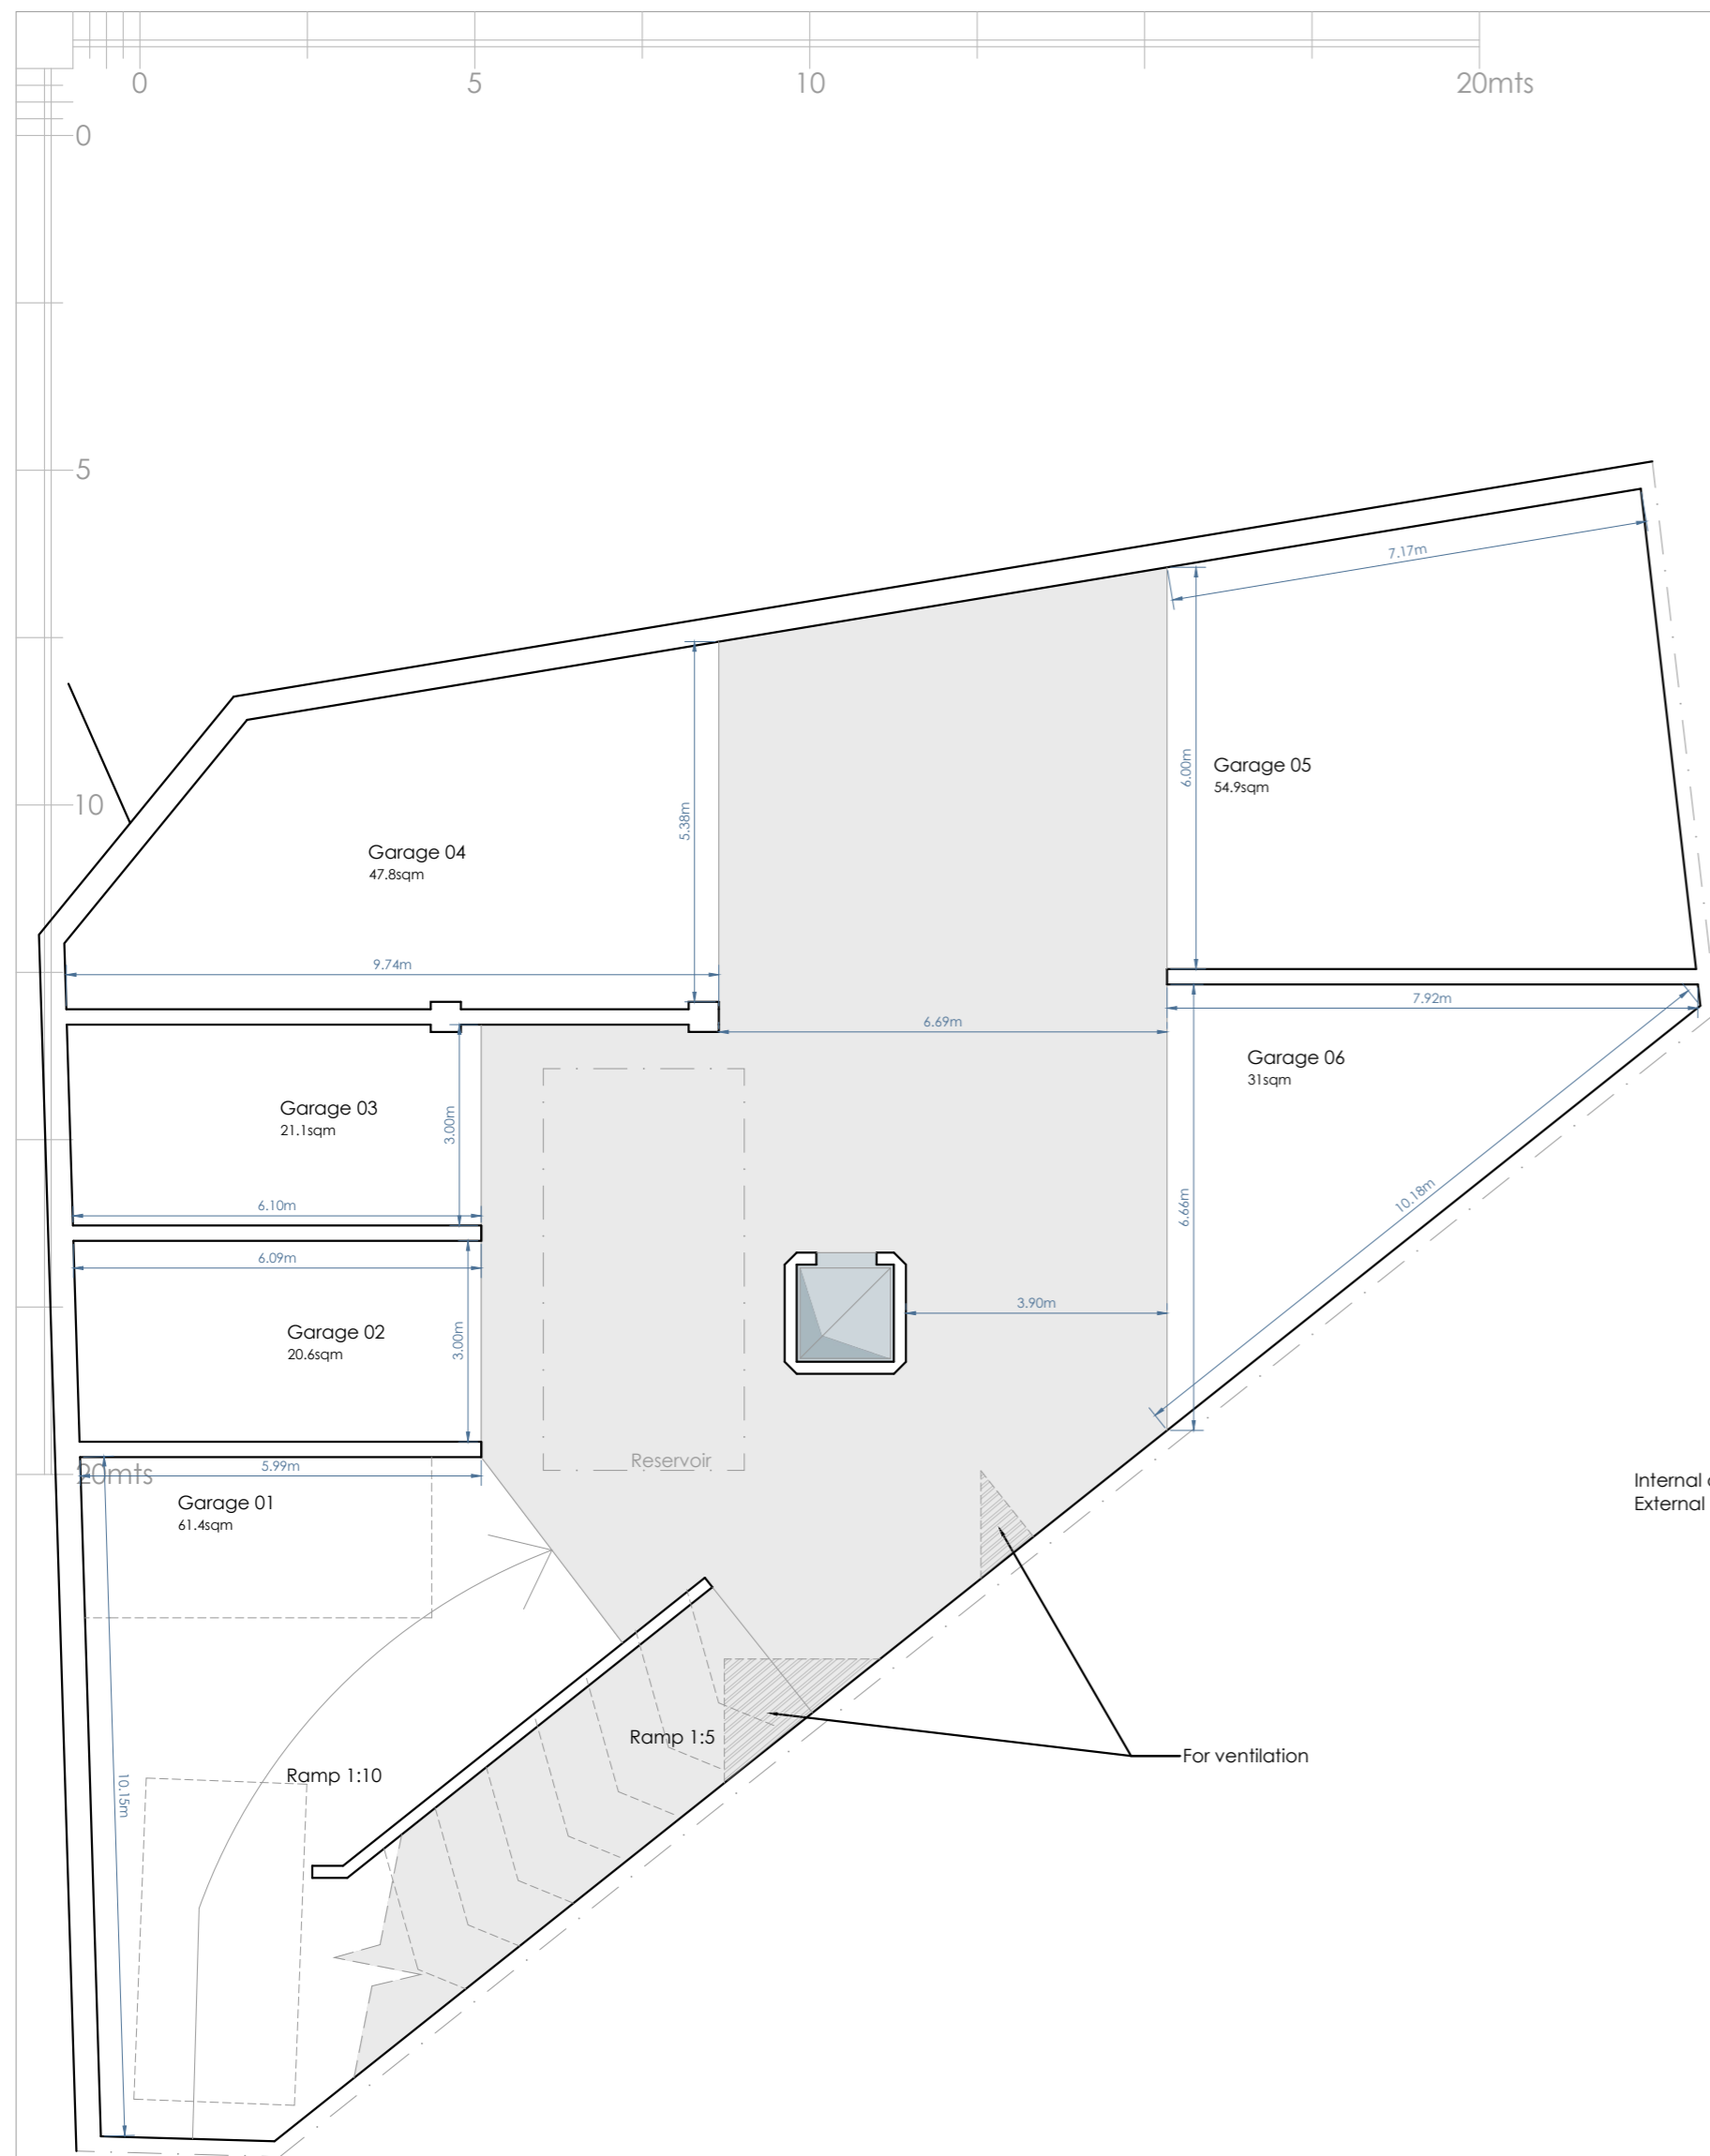 0
5
10
20mts
0
5
7.17m
Garage 05
54.9sqm
6.00m
10
5.38m
Garage 04
47.8sqm
9.74m
7.92m
6.69m
Garage 06
31sqm
Garage 03
21.1sqm
3.00m
6.10m
10.18m
6.66m
6.09m
3.90m
Garage 02
20.6sqm
3.00m
Reservoir
20mts
5.99m
Internal
External
Garage 01
61.4sqm
Ramp 1:5
For ventilation
Ramp 1:10
10.15m